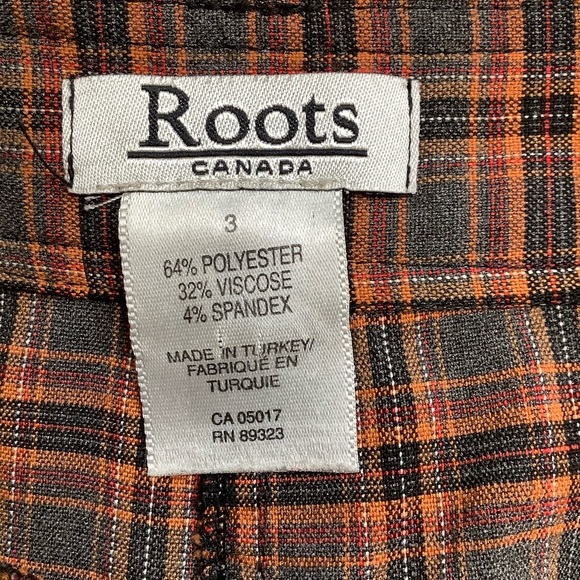 Roots
CANADA
3
64% POLYESTER
32% VISCOSE
4% SPANDEX
MADE IN TURKEY/
FABRIQUÉ EN
TURQUIE
CA 05017
RN 89323